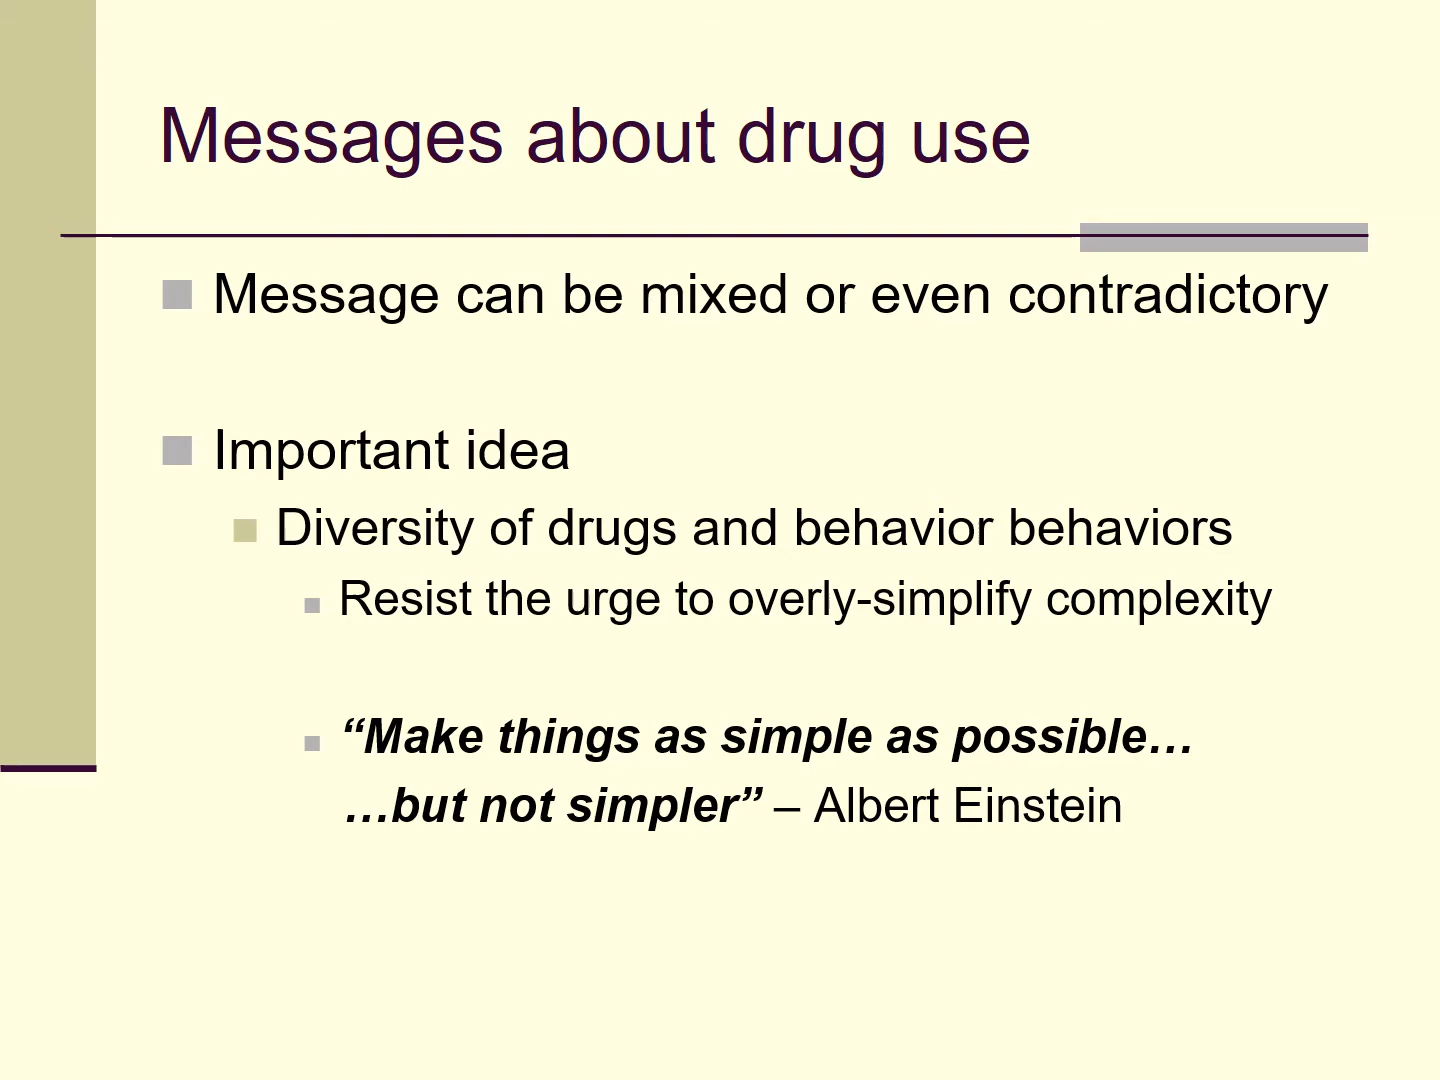 Messages about drug use
Message can be mixed or even contradictory
Important idea
Diversity of drugs and behavior behaviors
Resist the urge to overly-simplify complexity
“Make things as simple as possible…
…but not simpler” – Albert Einstein